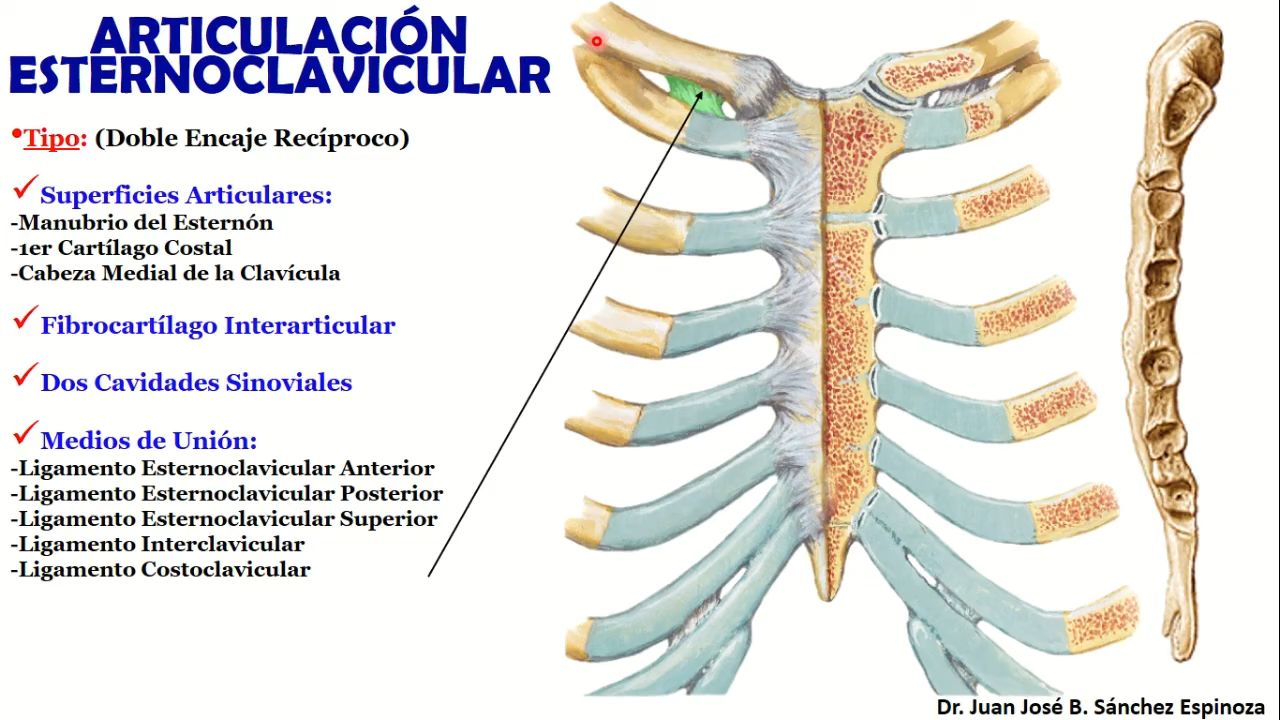 ARTICULACIÓN
ESTERNOCLAVICULAR
•Tipo: (Doble Encaje Recíproco)
✓Superficies Articulares:
-Manubrio del Esternón
-1er Cartílago Costal
-Cabeza Medial de la Clavícula
✓Fibrocartílago Interarticular
✓Dos Cavidades Sinoviales
✓Medios de Unión:
-Ligamento Esternoclavicular Anterior
-Ligamento Esternoclavicular Posterior
-Ligamento Esternoclavicular Superior
-Ligamento Interclavicular
-Ligamento Costoclavicular
Dr. Juan José B. Sánchez Espinoza